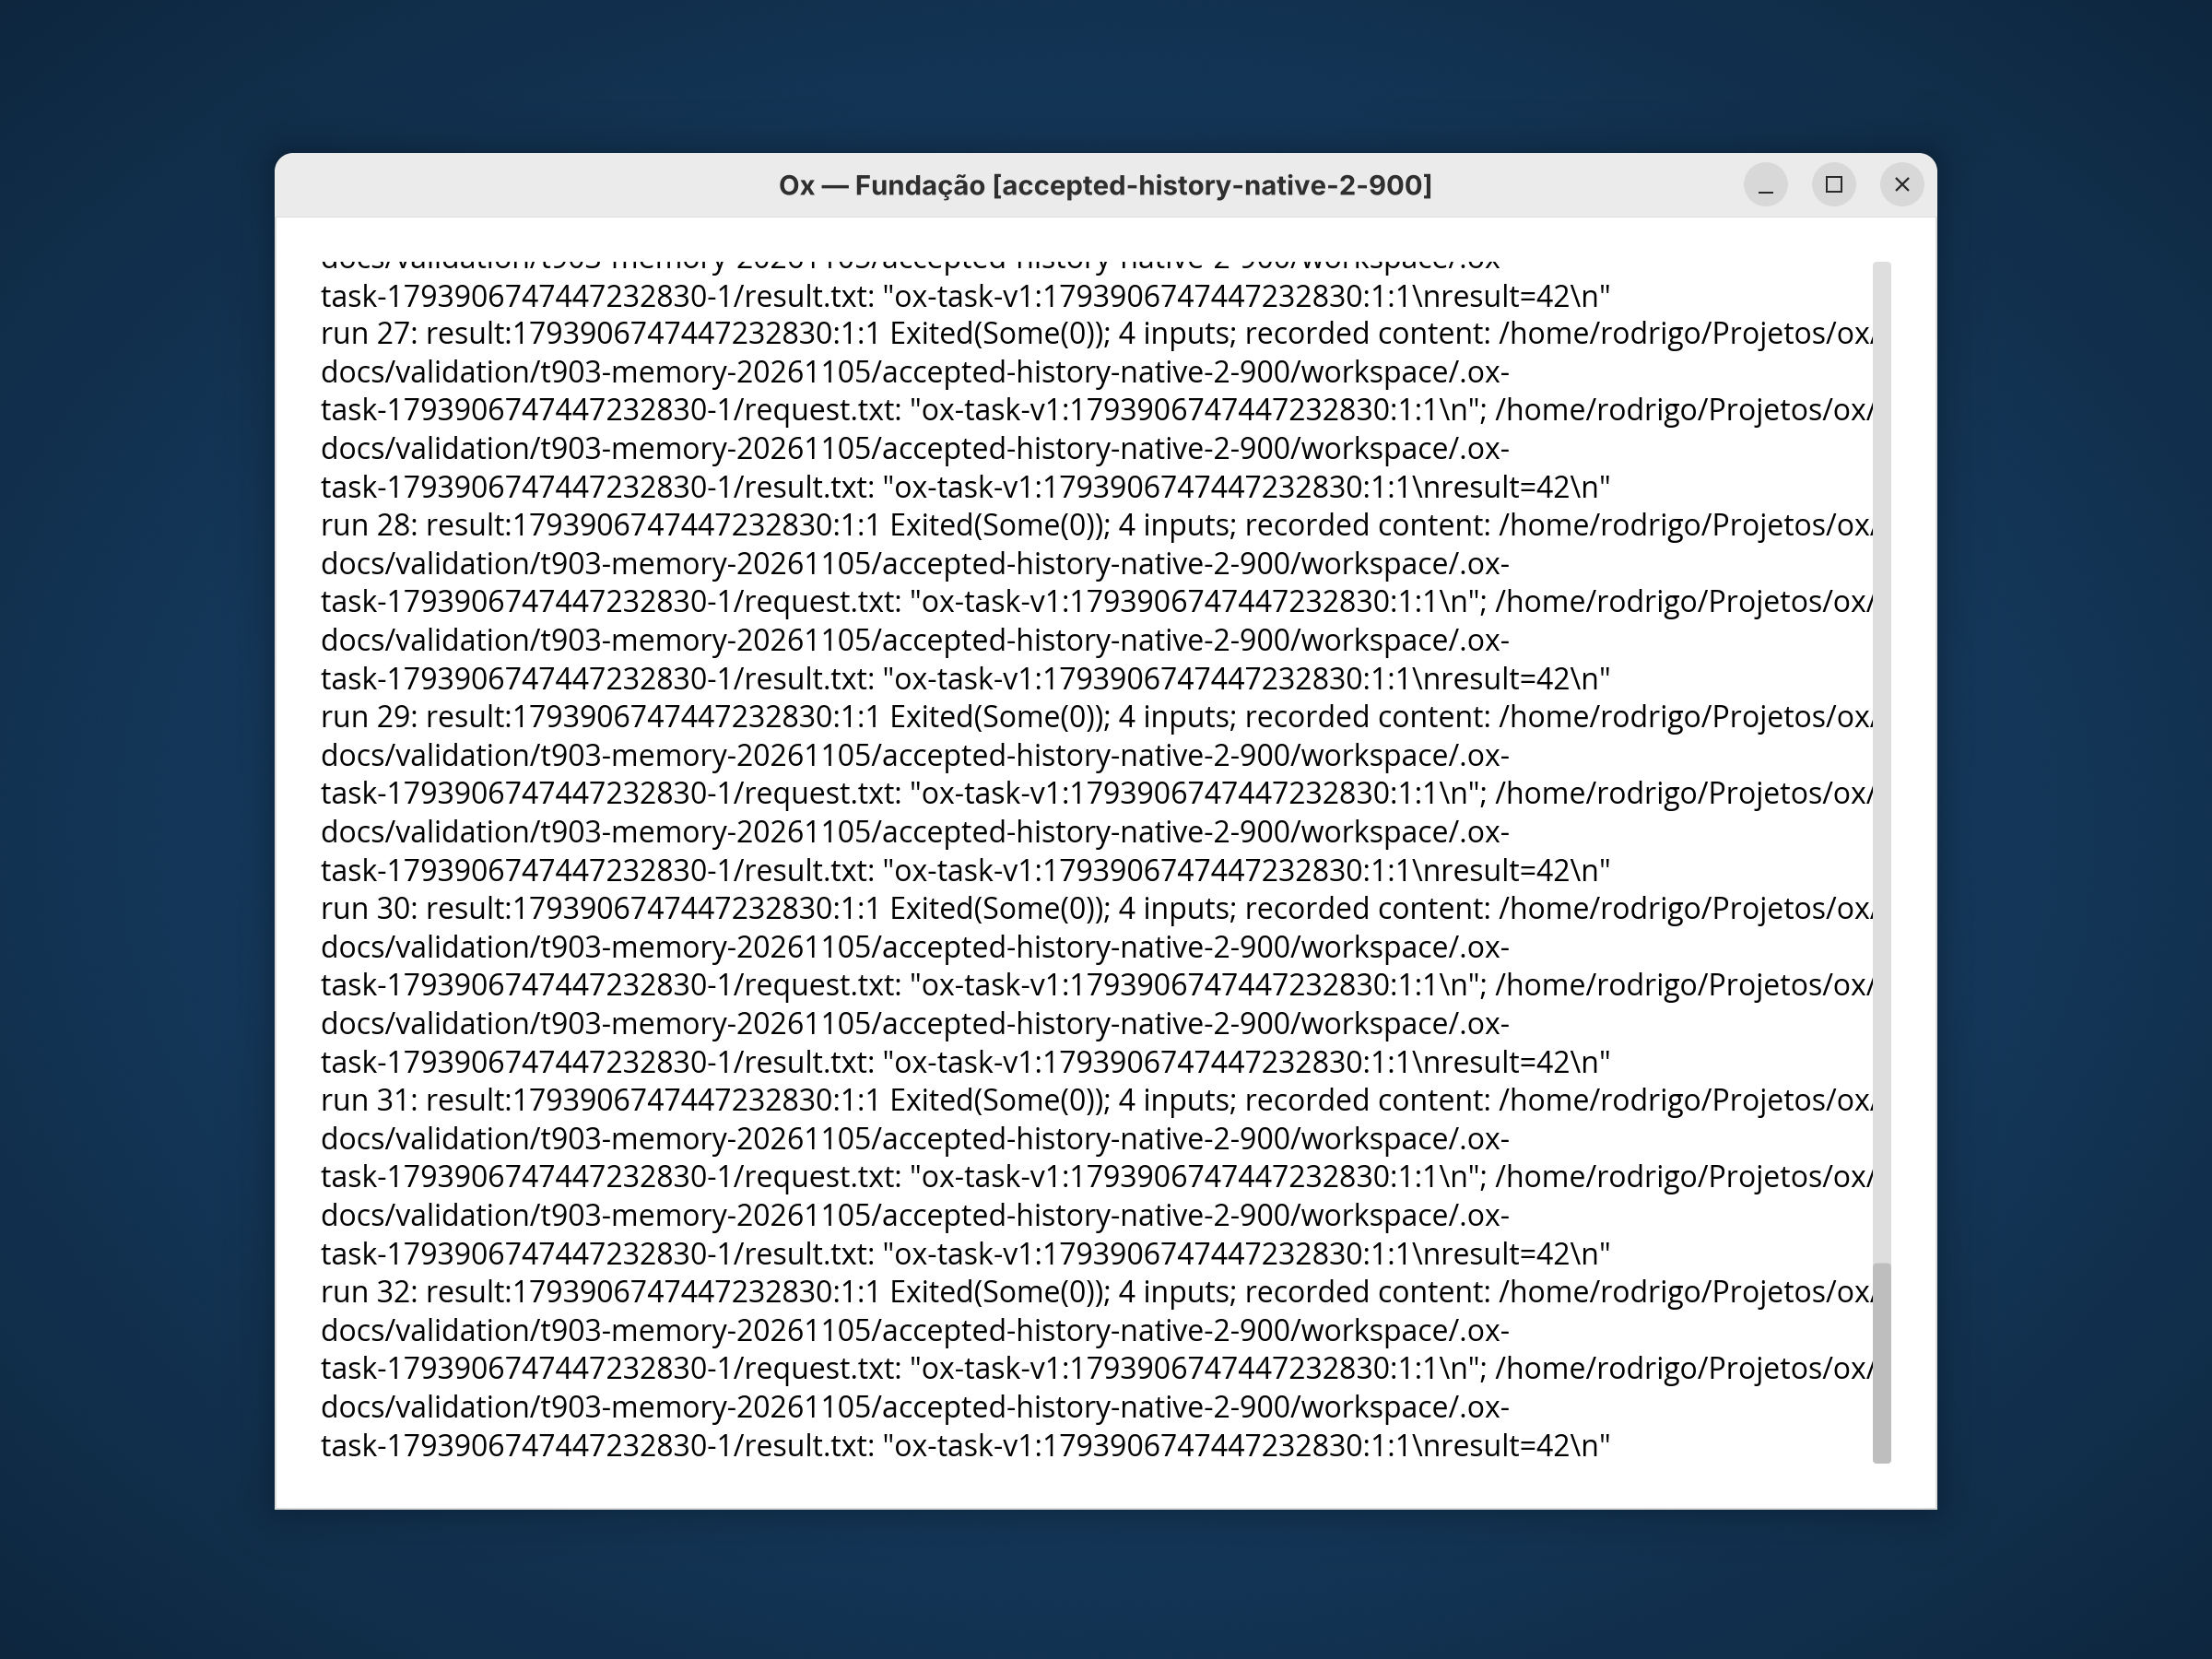 Ox — Fundação [accepted-history-native-2-900]
docs/validation/t903-memory-20261105/accepted-history-native-2-900/workspace/.ox-
task-1793906747447232830-1/result.txt: "ox-task-v1:1793906747447232830:1:1\nresult=42\n"
run 27: result:1793906747447232830:1:1 Exited(Some(0)); 4 inputs; recorded content: /home/rodrigo/Projetos/ox/
docs/validation/t903-memory-20261105/accepted-history-native-2-900/workspace/.ox-
task-1793906747447232830-1/request.txt: "ox-task-v1:1793906747447232830:1:1\n"; /home/rodrigo/Projetos/ox/
docs/validation/t903-memory-20261105/accepted-history-native-2-900/workspace/.ox-
task-1793906747447232830-1/result.txt: "ox-task-v1:1793906747447232830:1:1\nresult=42\n"
run 28: result:1793906747447232830:1:1 Exited(Some(0)); 4 inputs; recorded content: /home/rodrigo/Projetos/ox/
docs/validation/t903-memory-20261105/accepted-history-native-2-900/workspace/.ox-
task-1793906747447232830-1/request.txt: "ox-task-v1:1793906747447232830:1:1\n"; /home/rodrigo/Projetos/ox/
docs/validation/t903-memory-20261105/accepted-history-native-2-900/workspace/.ox-
task-1793906747447232830-1/result.txt: "ox-task-v1:1793906747447232830:1:1\nresult=42\n"
run 29: result:1793906747447232830:1:1 Exited(Some(0)); 4 inputs; recorded content: /home/rodrigo/Projetos/ox/
docs/validation/t903-memory-20261105/accepted-history-native-2-900/workspace/.ox-
task-1793906747447232830-1/request.txt: "ox-task-v1:1793906747447232830:1:1\n"; /home/rodrigo/Projetos/ox/
docs/validation/t903-memory-20261105/accepted-history-native-2-900/workspace/.ox-
task-1793906747447232830-1/result.txt: "ox-task-v1:1793906747447232830:1:1\nresult=42\n"
run 30: result:1793906747447232830:1:1 Exited(Some(0)); 4 inputs; recorded content: /home/rodrigo/Projetos/ox/
docs/validation/t903-memory-20261105/accepted-history-native-2-900/workspace/.ox-
task-1793906747447232830-1/request.txt: "ox-task-v1:1793906747447232830:1:1\n"; /home/rodrigo/Projetos/ox/
docs/validation/t903-memory-20261105/accepted-history-native-2-900/workspace/.ox-
task-1793906747447232830-1/result.txt: "ox-task-v1:1793906747447232830:1:1\nresult=42\n"
run 31: result:1793906747447232830:1:1 Exited(Some(0)); 4 inputs; recorded content: /home/rodrigo/Projetos/ox/
docs/validation/t903-memory-20261105/accepted-history-native-2-900/workspace/.ox-
task-1793906747447232830-1/request.txt: "ox-task-v1:1793906747447232830:1:1\n"; /home/rodrigo/Projetos/ox/
docs/validation/t903-memory-20261105/accepted-history-native-2-900/workspace/.ox-
task-1793906747447232830-1/result.txt: "ox-task-v1:1793906747447232830:1:1\nresult=42\n"
run 32: result:1793906747447232830:1:1 Exited(Some(0)); 4 inputs; recorded content: /home/rodrigo/Projetos/ox/
docs/validation/t903-memory-20261105/accepted-history-native-2-900/workspace/.ox-
task-1793906747447232830-1/request.txt: "ox-task-v1:1793906747447232830:1:1\n"; /home/rodrigo/Projetos/ox/
docs/validation/t903-memory-20261105/accepted-history-native-2-900/workspace/.ox-
task-1793906747447232830-1/result.txt: "ox-task-v1:1793906747447232830:1:1\nresult=42\n"